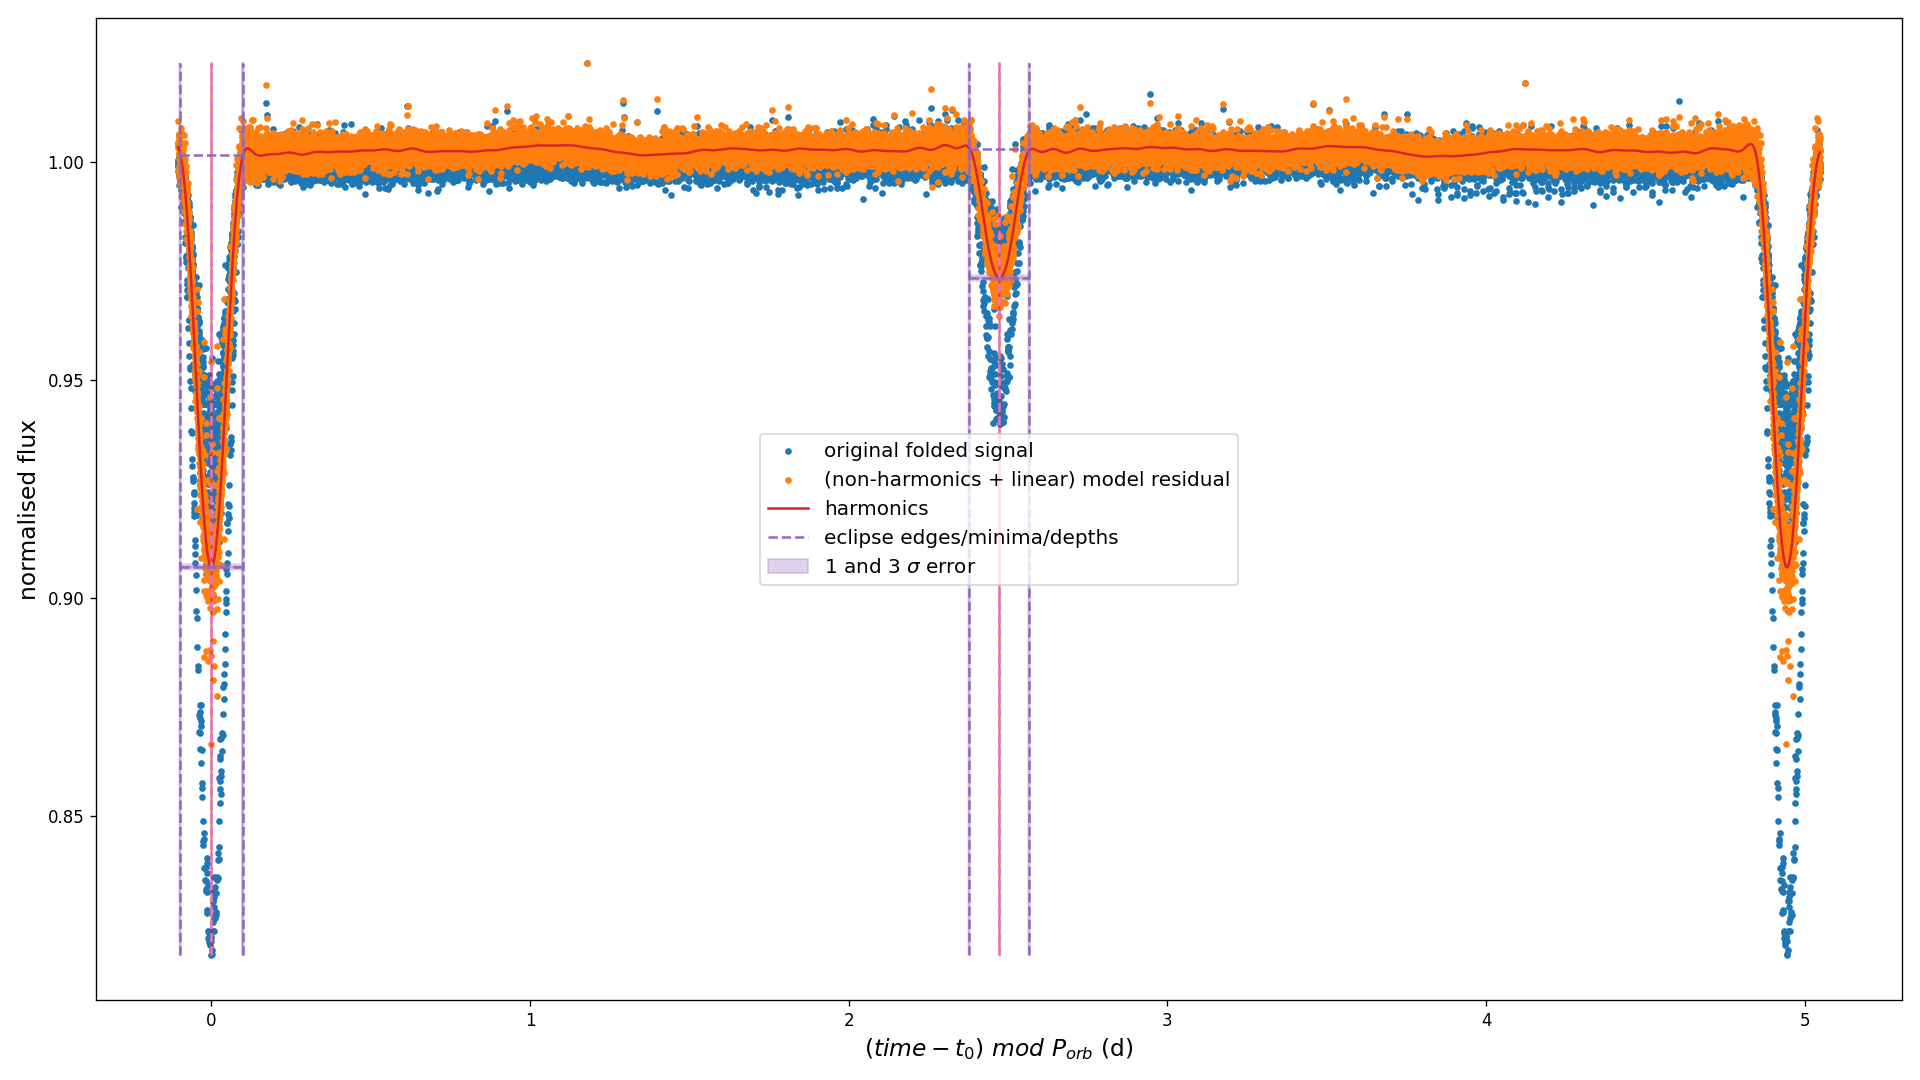 normalised flux
1.00
0.95
0.90
0.85
original folded signal
(non-harmonics + linear) model residual
harmonics
eclipse edges/minima/depths
1 and 3 σ error
0 1 2 3 4 5
(time − t₀) mod Pₒᵣ♭ (d)